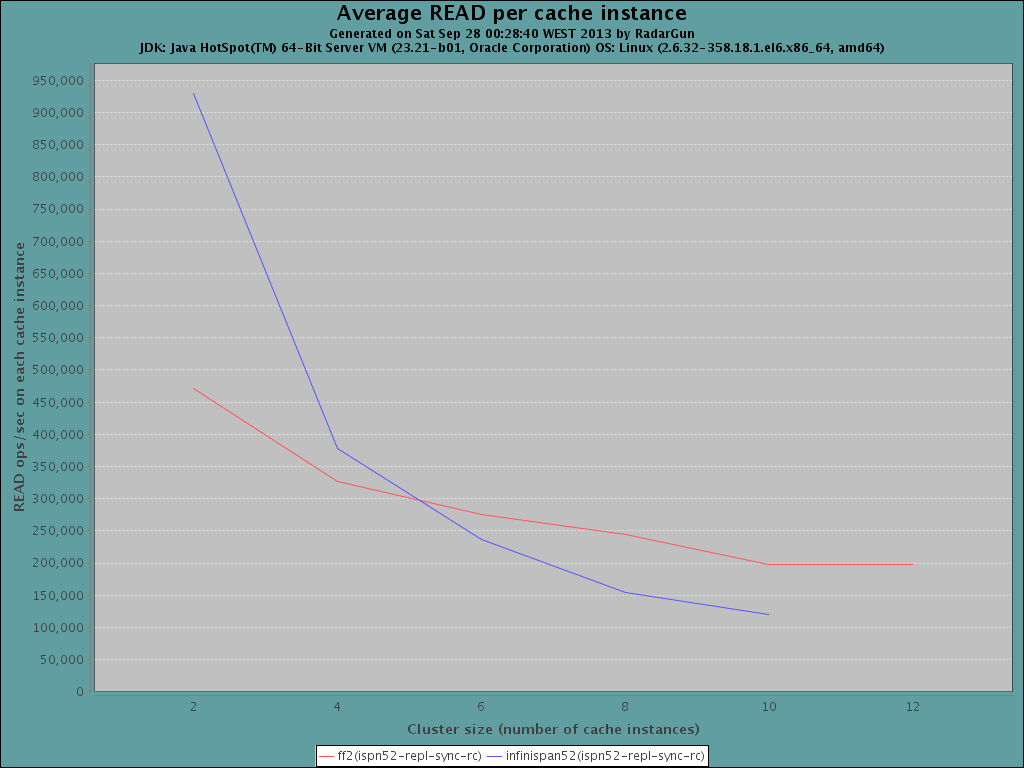 Average READ per cache instance
Generated on Sat Sep 28 00:28:40 WEST 2013 by RadarGun
JDK: Java HotSpot(TM) 64-Bit Server VM (23.21-b01, Oracle Corporation) OS: Linux (2.6.32-358.18.1.el6.x86_64, amd64)
READ ops/sec on each cache instance
950,000
900,000
850,000
800,000
750,000
700,000
650,000
600,000
550,000
500,000
450,000
400,000
350,000
300,000
250,000
200,000
150,000
100,000
50,000
0
2 4 6 8 10 12
Cluster size (number of cache instances)
ff2(ispn52-repl-sync-rc) infinispan52(ispn52-repl-sync-rc)